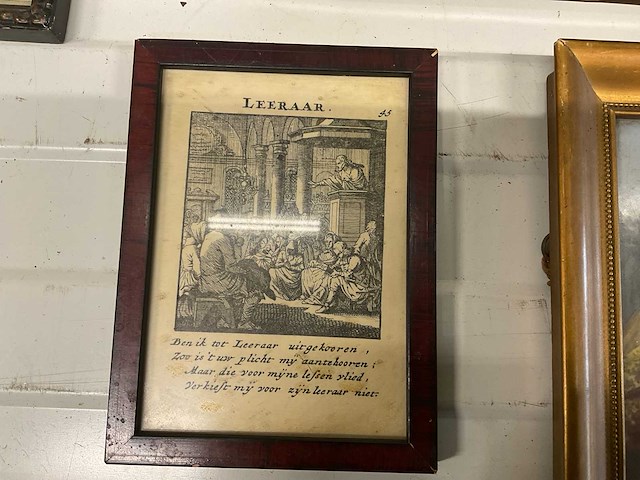 LEERAAR.
45
Ben ik tot Leeraar uitgekooren,
Zoo is't uw plicht mÿ aantehooren;
Maar die voor mÿne leſsen vlied,
Verkieſt mÿ voor zÿn leeraar niet.